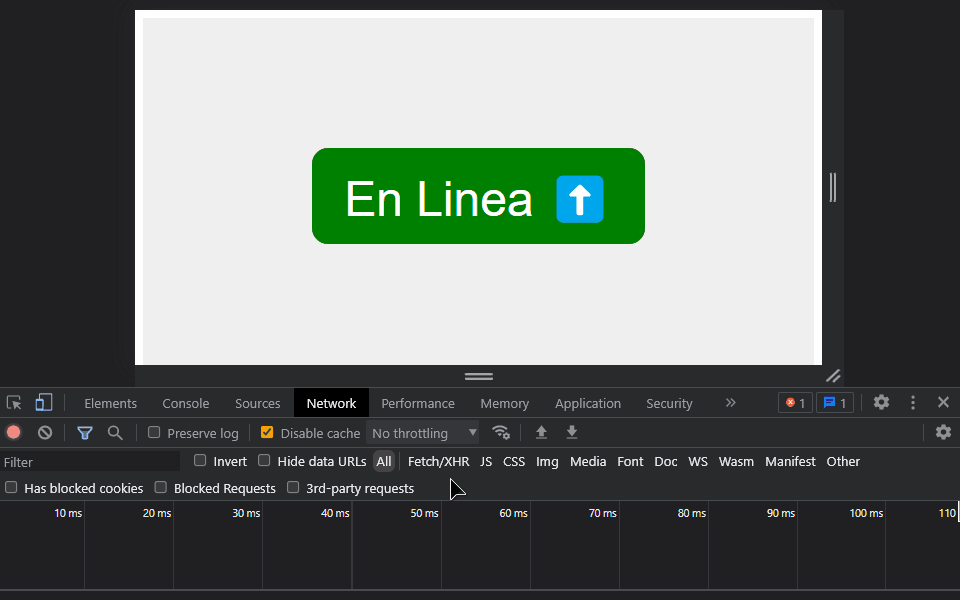 En Linea ⬆
Elements Console Sources Network Performance Memory Application Security » 1 1
Preserve log Disable cache No throttling
Filter Invert Hide data URLs All Fetch/XHR JS CSS Img Media Font Doc WS Wasm Manifest Other
Has blocked cookies Blocked Requests 3rd-party requests
10 ms 20 ms 30 ms 40 ms 50 ms 60 ms 70 ms 80 ms 90 ms 100 ms 110